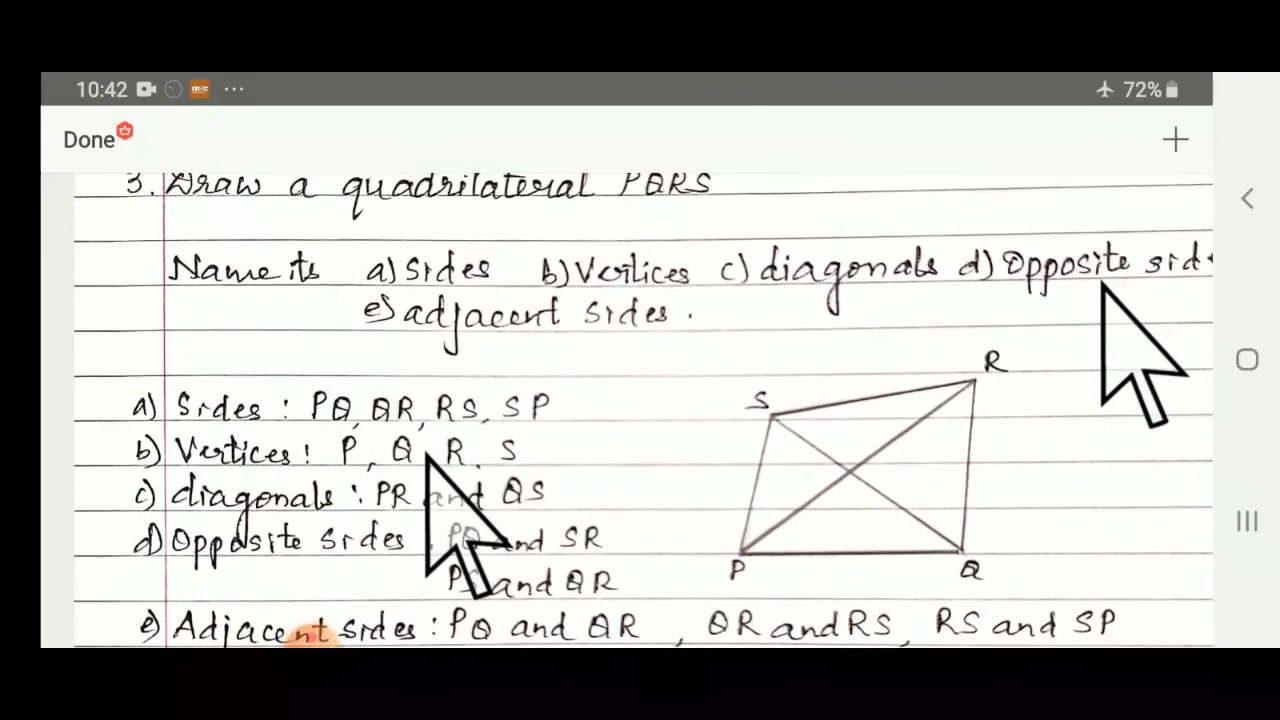 10:42 ... 72%
Done
3. Draw a quadrilateral PQRS
Name its a) Sides b) Vertices c) diagonals d) Opposite sid
e) adjacent sides.
R
S
a) Sides : PQ, QR, RS, SP
b) Vertices : P, Q R, S
c) diagonals : PR and QS
d) Opposite sides : PQ and SR
P Q
and QR
e) Adjacent sides : PQ and QR , QR and RS, RS and SP